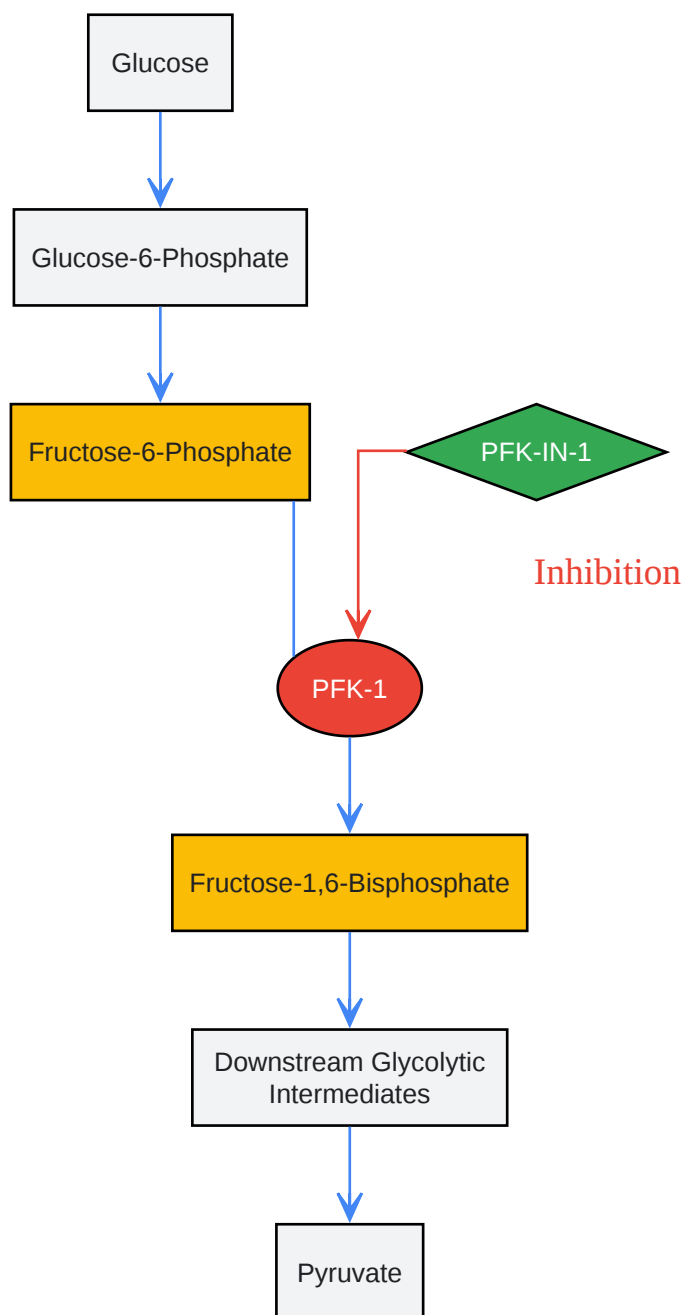 Glucose
Glucose-6-Phosphate
Fructose-6-Phosphate
PFK-IN-1
Inhibition
PFK-1
Fructose-1,6-Bisphosphate
Downstream Glycolytic
Intermediates
Pyruvate